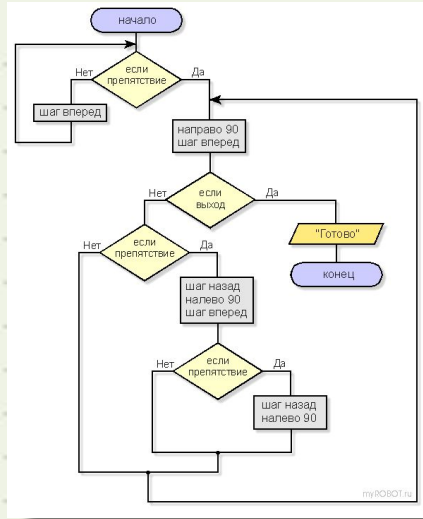 начало
если
препятствие
Нет
Да
шаг вперед
направо 90
шаг вперед
если
выход
Нет
Да
"Готово"
конец
если
препятствие
Нет
Да
шаг назад
налево 90
шаг вперед
если
препятствие
Нет
Да
шаг назад
налево 90
myROBOT.ru